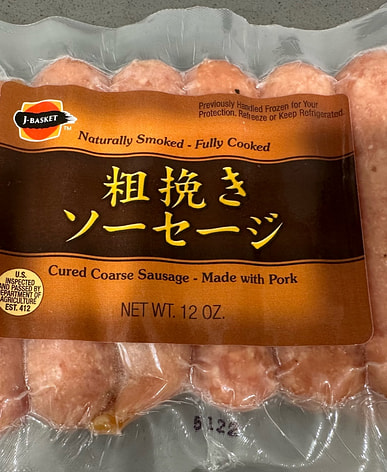 J-BASKET
TM
Previously Handled Frozen for Your
Protection, Refreeze or Keep Refrigerated.
Naturally Smoked - Fully Cooked
粗挽き
ソーセージ
Cured Coarse Sausage - Made with Pork
U.S.
INSPECTED
AND PASSED BY
DEPARTMENT OF
AGRICULTURE
EST. 412
NET WT. 12 OZ.
5122